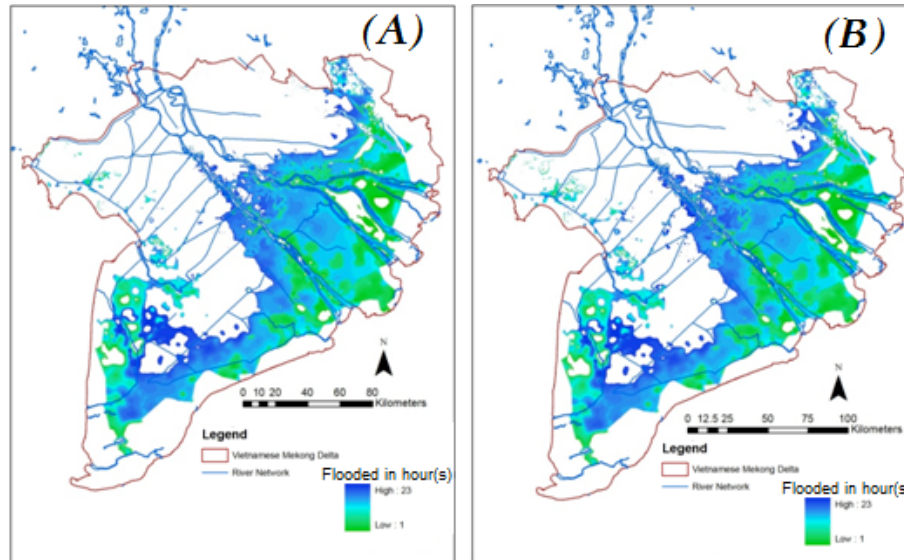 (A)
N
0 10 20 40 60 80
Kilometers
Legend
Vietnamese Mekong Delta
River Network
Flooded in hour(s)
High : 23
Low : 1
(B)
N
0 12.5 25 50 75 100
Kilometers
Legend
Vietnamese Mekong Delta
River Network
Flooded in hour(s
High : 23
Low : 1